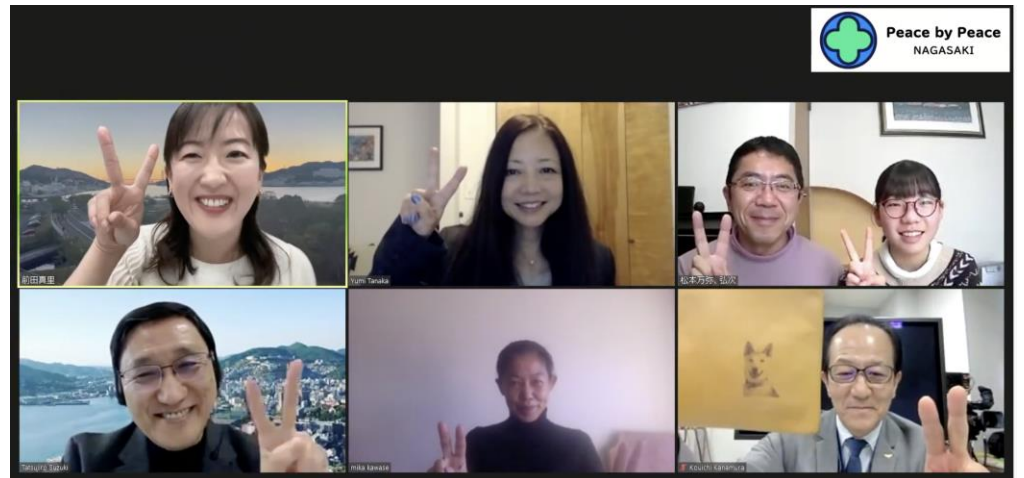 Peace by Peace
NAGASAKI
前田真里
Yumi Tanaka
松本万弥、弘次
Tatsujiro Suzuki
mika kawase
Kouichi Kanamura